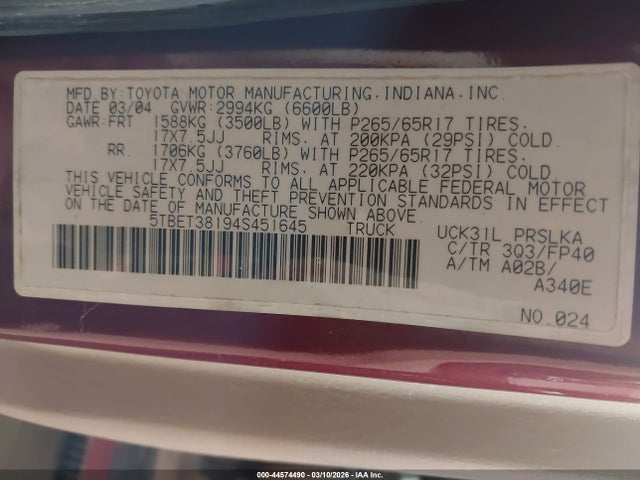 MFD.BY:TOYOTA MOTOR MANUFACTURING.INDIANA.INC
DATE 03/04 GVWR:2994KG (6600LB)
GAWR:FRT 1588KG (3500LB) WITH P265/65R17 TIRES.
17X7.5JJ RIMS. AT 200KPA (29PSI) COLD
RR. 1706KG (3760LB) WITH P265/65R17 TIRES.
17X7.5JJ RIMS. AT 220KPA (32PSI) COLD.
THIS VEHICLE CONFORMS TO ALL APPLICABLE FEDERAL MOTOR
VEHICLE SAFETY AND THEFT PREVENTION STANDARDS IN EFFECT
ON THE DATE OF MANUFACTURE SHOWN ABOVE.
5TBET38194S451645 TRUCK
UCK31L PRSLKA
C/TR 3Q3/FP40
A/TM A02B/
A340E
NO.024
000-44574490 - 03/10/2026 - IAA Inc.